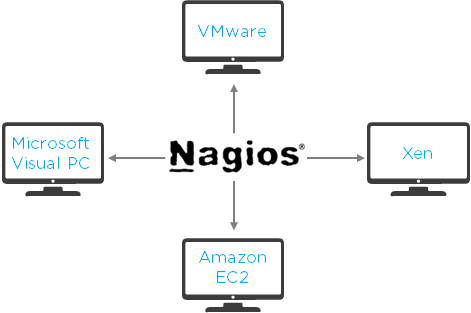 VMware
Microsoft
Visual PC
Nagios®
Xen
Amazon
EC2